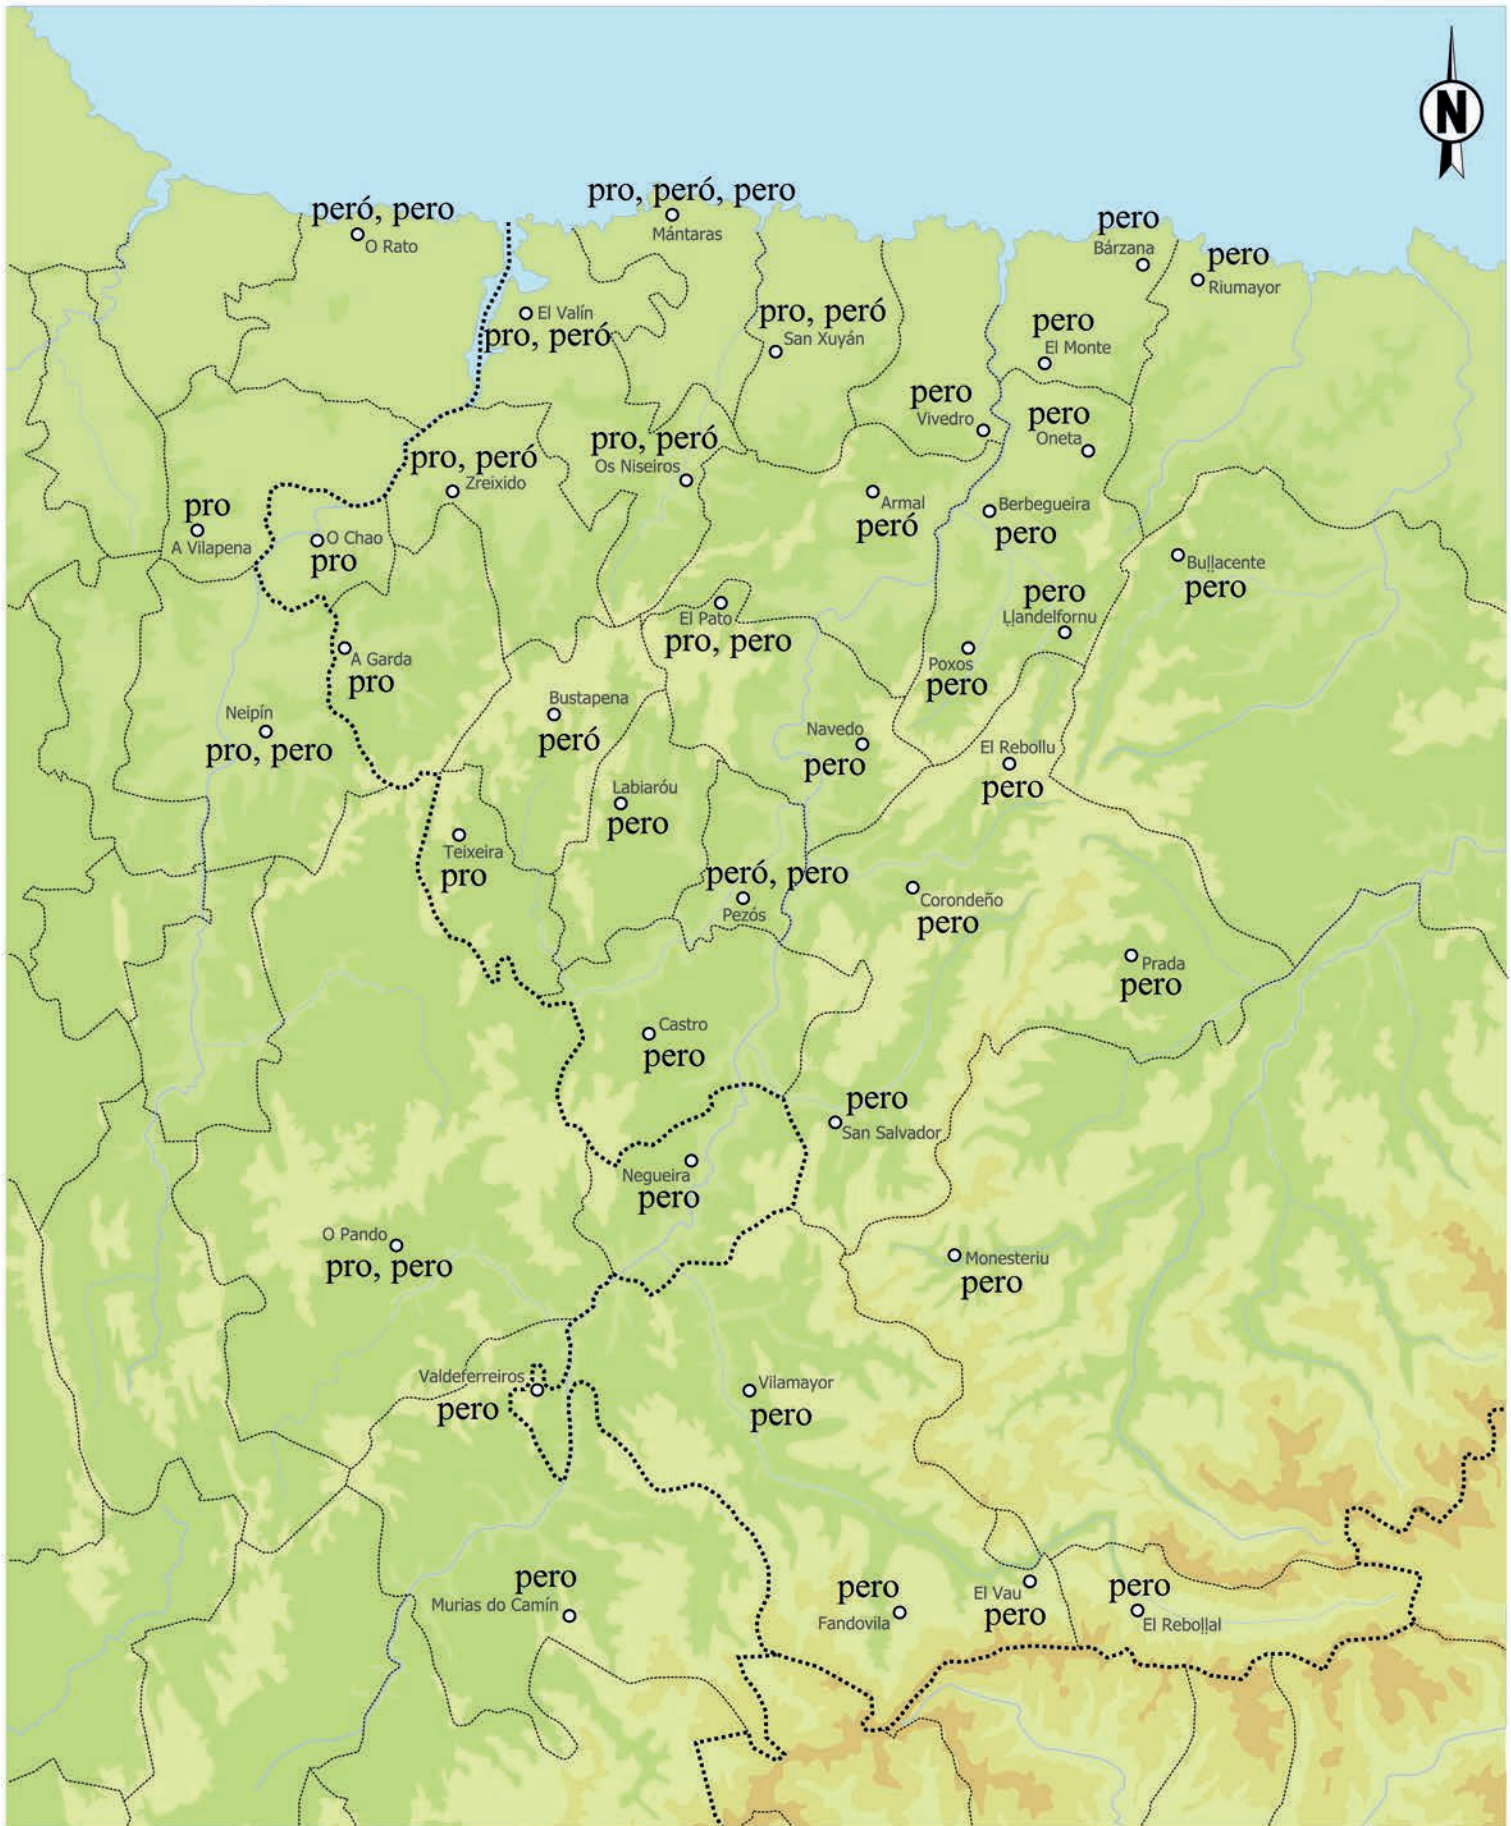 N
pro, peró, pero
Mántaras
peró, pero
O Rato
pero
Bárzana
pero
Riumayor
El Valín
pro, peró
pro, peró
San Xuyán
pero
El Monte
pero
Vivedro
pero
Oneta
pro, peró
Os Niseiros
pro, peró
Zreixido
Armal
peró
Berbegueira
pero
pro
A Vilapena
O Chao
pro
Buḷḷacente
pero
pero
Ḷḷandelfornu
El Pato
pro, pero
A Garda
pro
Poxos
pero
Bustapena
peró
Neipín
pro, pero
Navedo
pero
El Rebollu
pero
Labiaróu
pero
Teixeira
pro
peró, pero
Pezós
Corondeño
pero
Prada
pero
Castro
pero
pero
San Salvador
Negueira
pero
O Pando
pro, pero
Monesteriu
pero
Valdeferreiros
pero
Vilamayor
pero
pero
Murias do Camín
pero
Fandovila
El Vau
pero
pero
El Reboḷḷal